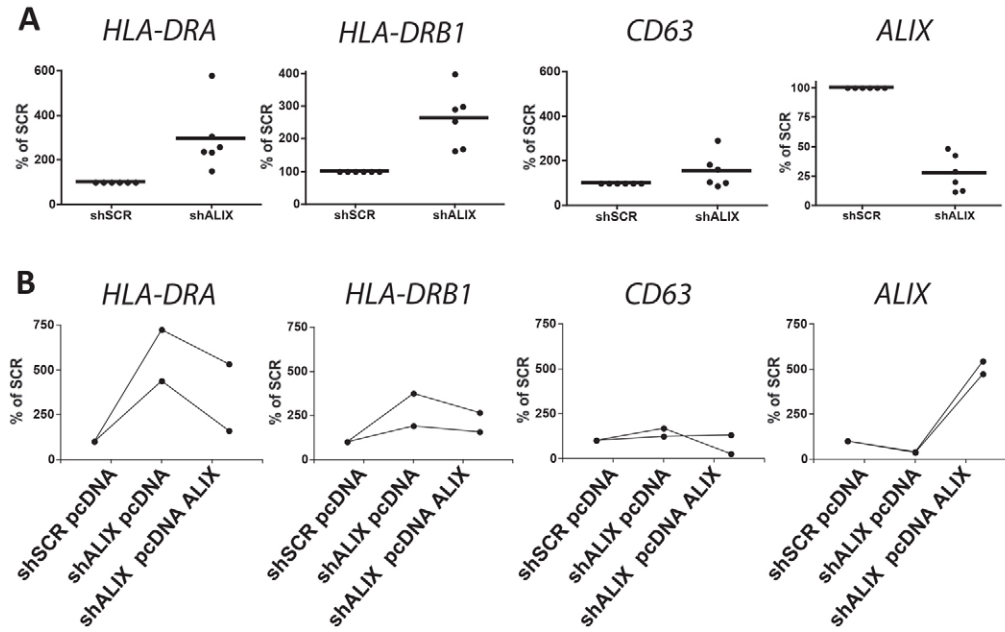 A
HLA-DRA
HLA-DRB1
CD63
ALIX
% of SCR
600
400
200
0
shSCR
shALIX
% of SCR
400
300
200
100
0
shSCR
shALIX
% of SCR
600
400
200
0
shSCR
shALIX
% of SCR
100
75
50
25
0
shSCR
shALIX
B
HLA-DRA
HLA-DRB1
CD63
ALIX
% of SCR
750
500
250
0
shSCR pcDNA
shALIX pcDNA
shALIX pcDNA ALIX
% of SCR
750
500
250
0
shSCR pcDNA
shALIX pcDNA
shALIX pcDNA ALIX
% of SCR
750
500
250
0
shSCR pcDNA
shALIX pcDNA
shALIX pcDNA ALIX
% of SCR
750
500
250
0
shSCR pcDNA
shALIX pcDNA
shALIX pcDNA ALIX